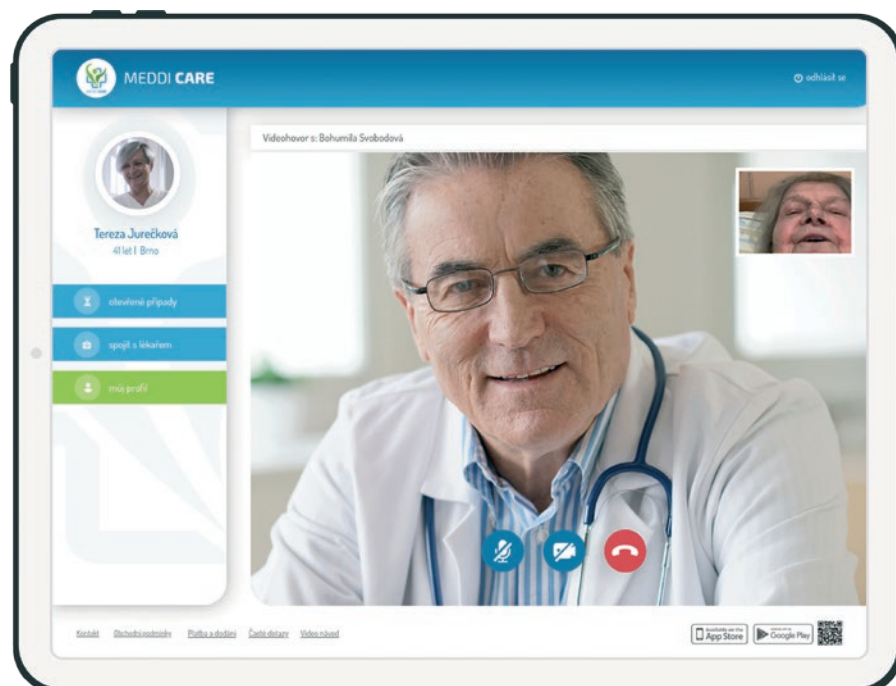 MEDDI CARE
odhlásit se
Videohovor s: Bohumila Svobodová
Tereza Jurečková
41 let | Brno
otevřené případy
spojit s lékařem
můj profil
Kontakt Obchodní podmínky Platba a dodání Časté dotazy Video návod
App Store Google Play